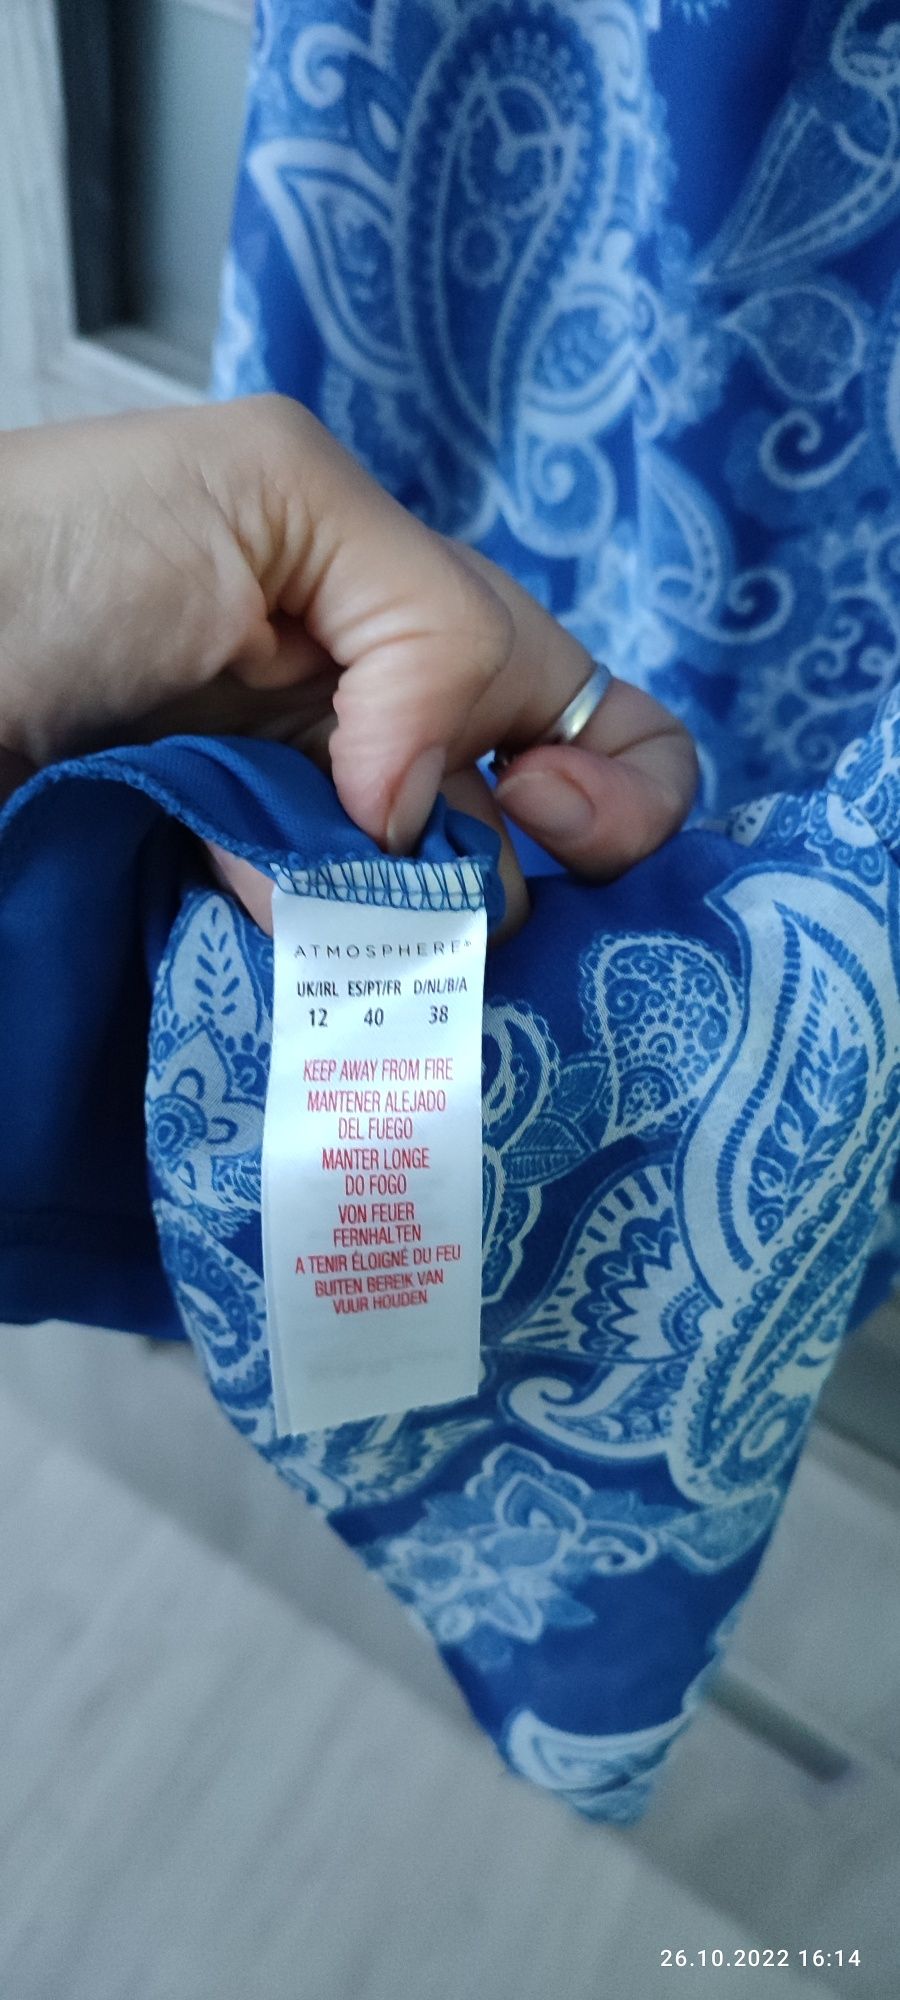 ATMOSPHERE®
UK/IRL ES/PT/FR D/NL/B/A
12 40 38
KEEP AWAY FROM FIRE
MANTENER ALEJADO
DEL FUEGO
MANTER LONGE
DO FOGO
VON FEUER
FERNHALTEN
A TENIR ÉLOIGNÉ DU FEU
BUITEN BEREIK VAN
VUUR HOUDEN
26.10.2022 16:14